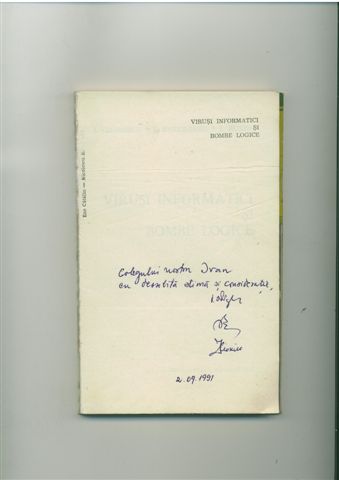 VIRUȘI INFORMATICI
ȘI
BOMBE LOGICE
VIRUȘI INFORMATICI
ȘI
BOMBE LOGICE
Colegului nostru Ivan
cu deosebită stimă și considerație,
2.09.1991